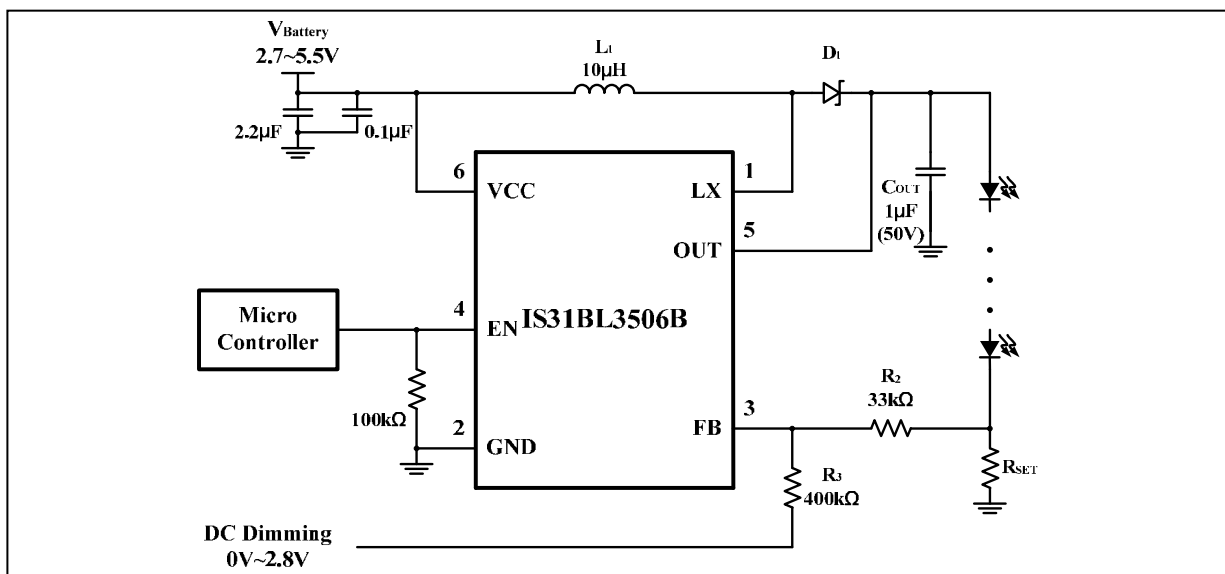 VBattery
2.7~5.5V
L1
10μH
D1
2.2μF
0.1μF
6
VCC
1
LX
COUT
1μF
(50V)
5
OUT
Micro
Controller
4
EN
IS31BL3506B
100kΩ
2
GND
3
FB
R2
33kΩ
RSET
R3
400kΩ
DC Dimming
0V~2.8V